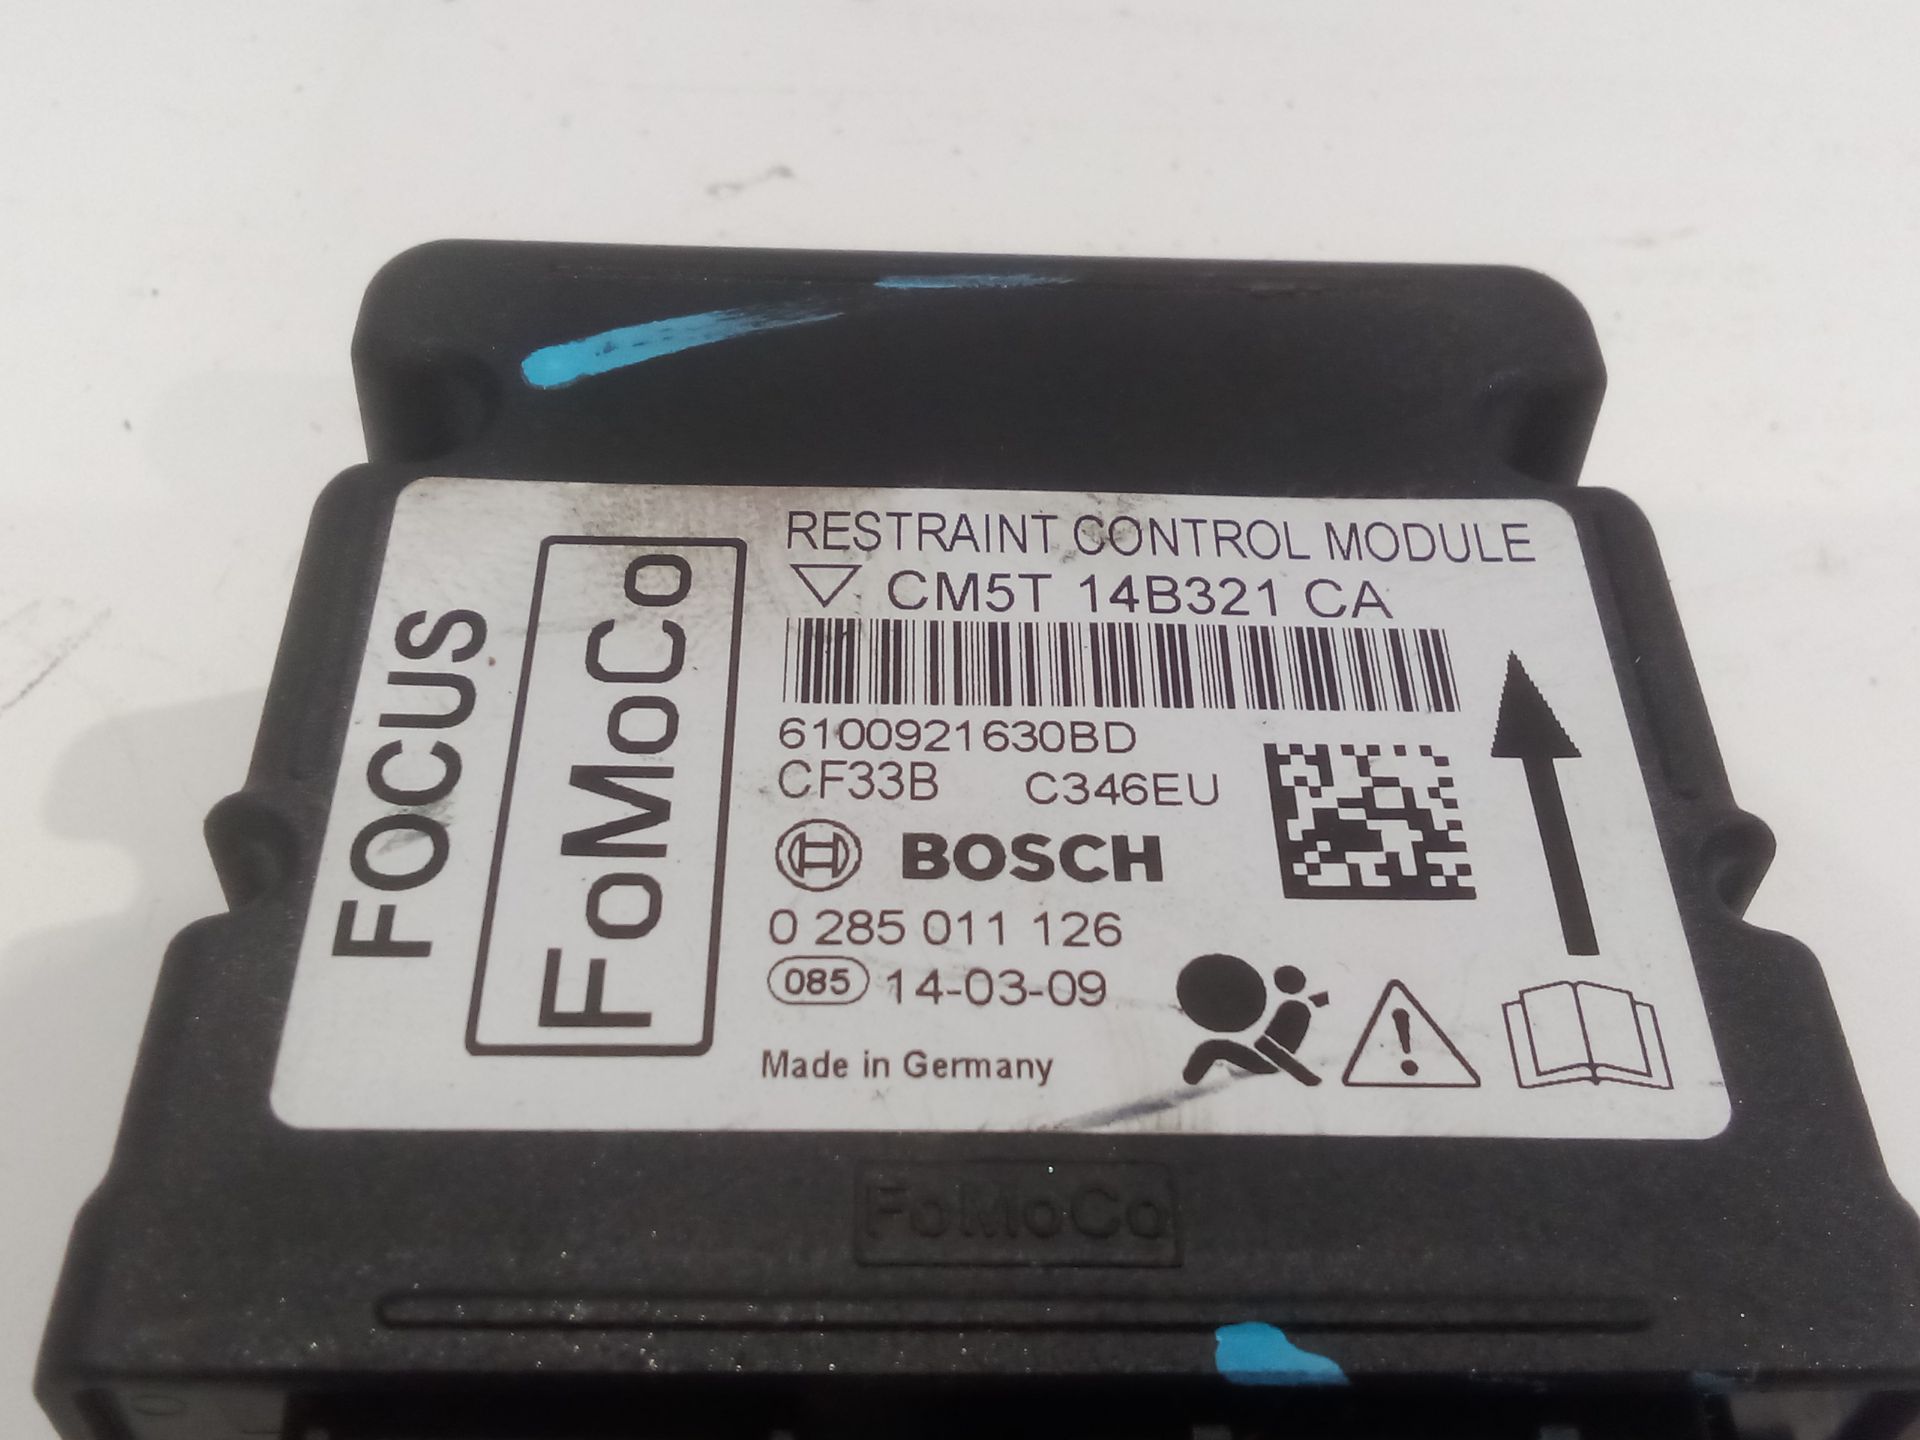 FOCUS
FoMoCo
RESTRAINT CONTROL MODULE
CM5T 14B321 CA
6100921630BD
CF33B C346EU
BOSCH
0 285 011 126
085 14-03-09
Made in Germany
FoMoCo